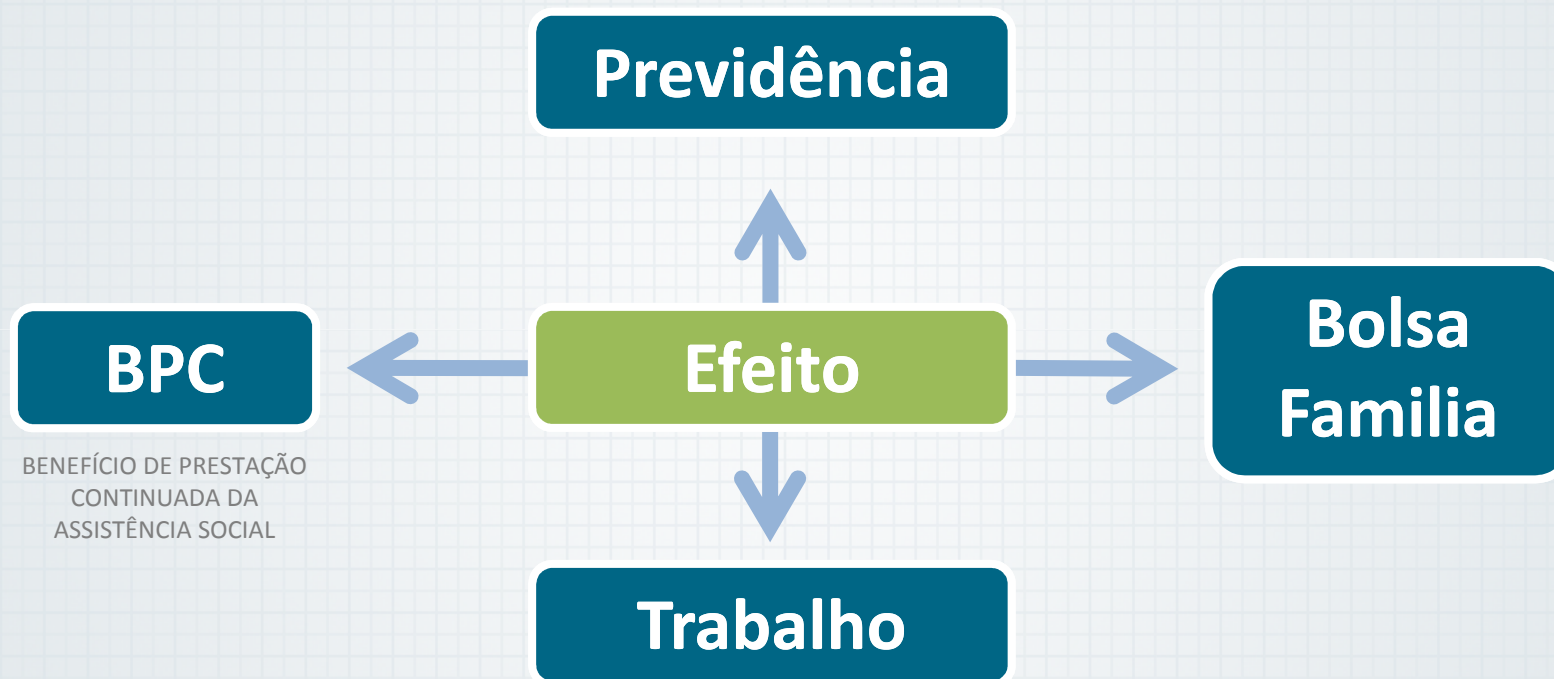 Previdência
BPC
BENEFÍCIO DE PRESTAÇÃO
CONTINUADA DA
ASSISTÊNCIA SOCIAL
Efeito
Bolsa
Familia
Trabalho